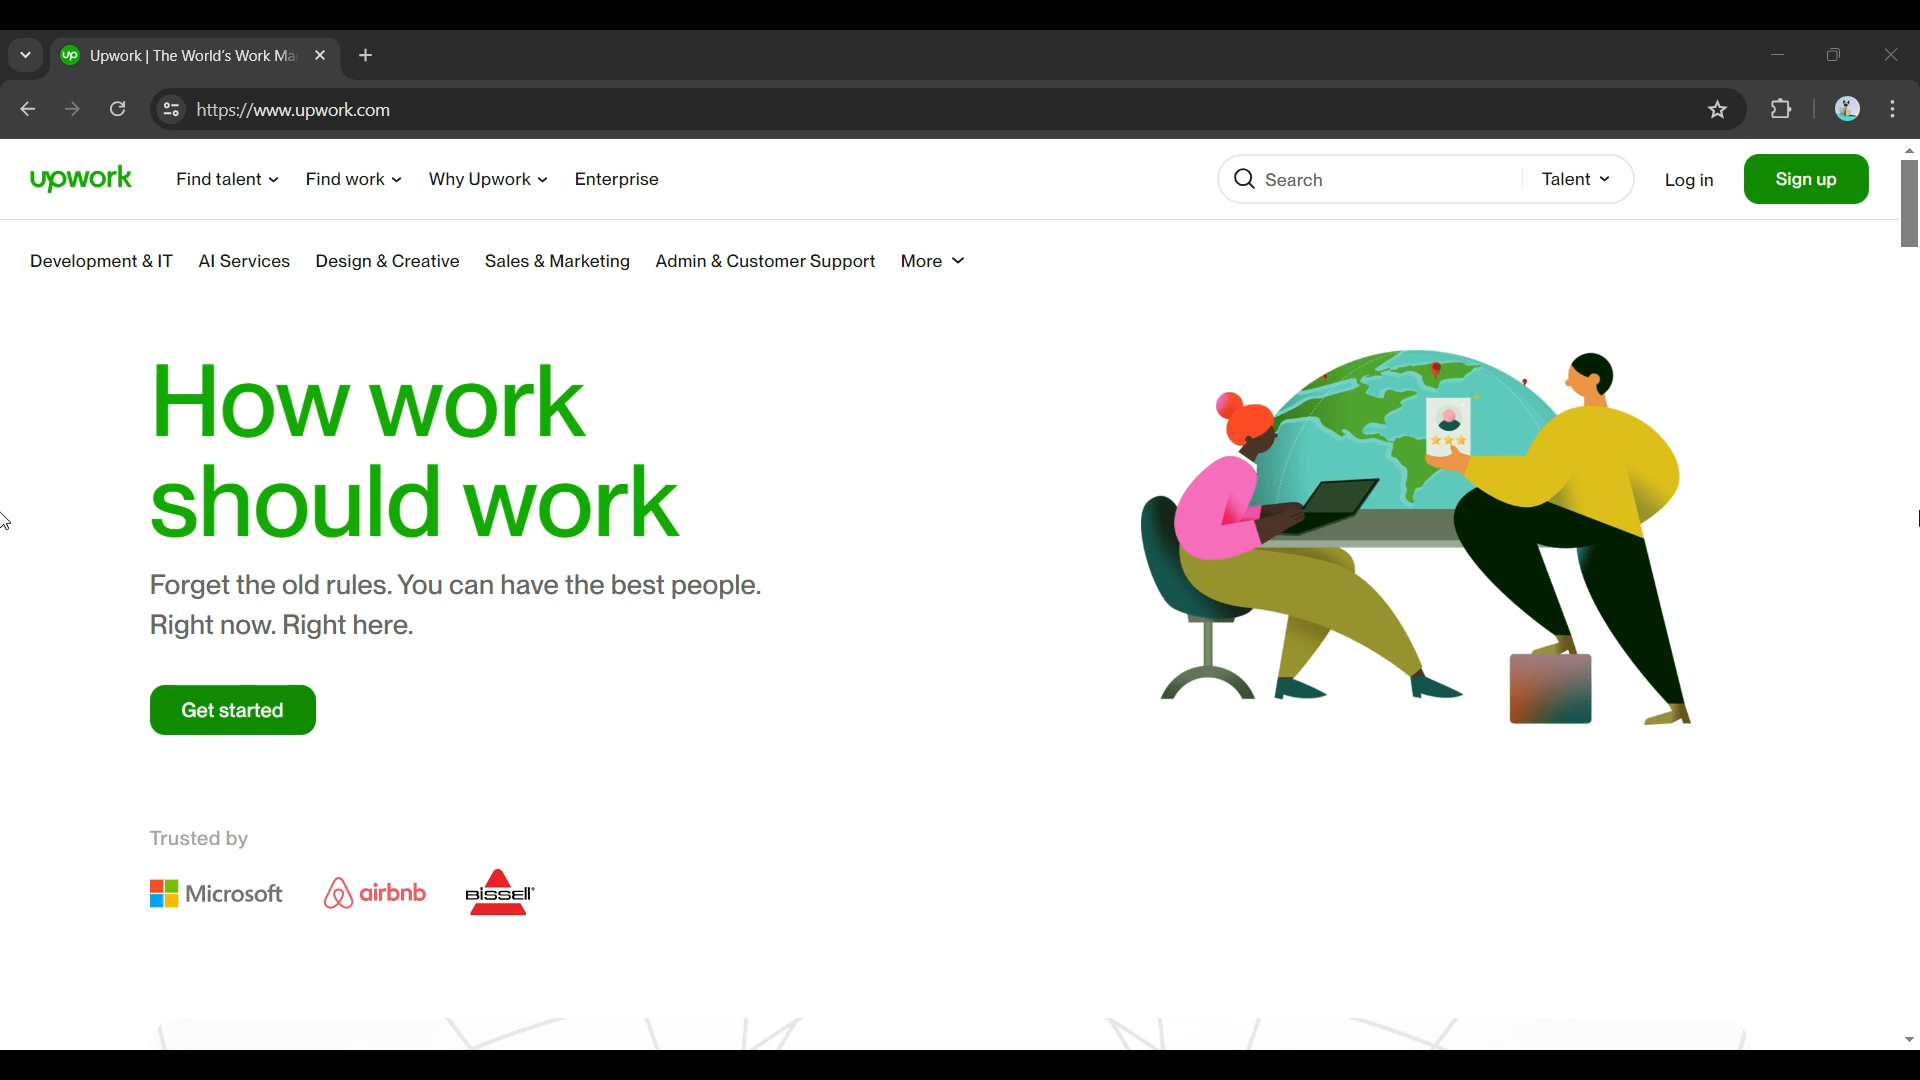 up Upwork | The World's Work Ma
https://www.upwork.com
upwork Find talent Find work Why Upwork Enterprise Search Talent Log in Sign up
Development & IT AI Services Design & Creative Sales & Marketing Admin & Customer Support More
How work
should work
Forget the old rules. You can have the best people.
Right now. Right here.
Get started
Trusted by
Microsoft airbnb BISSELL